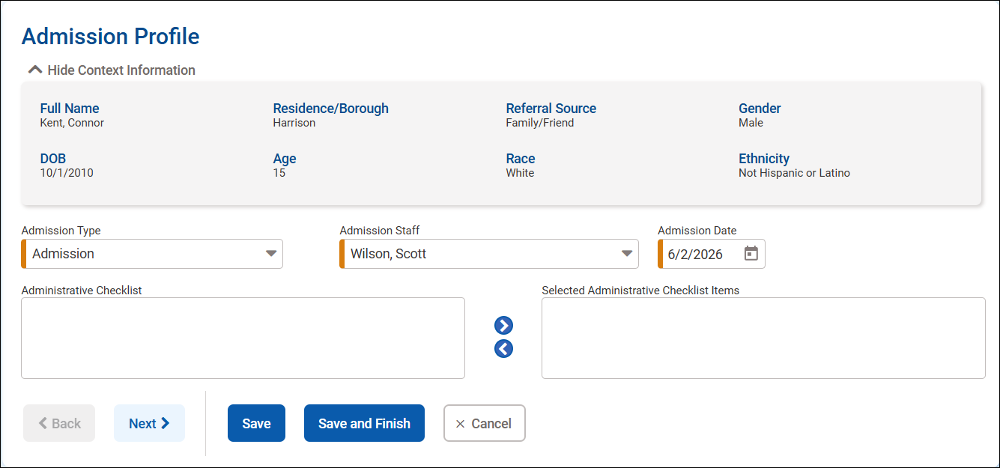 Admission Profile
Hide Context Information
Full Name Residence/Borough Referral Source Gender
Kent, Connor Harrison Family/Friend Male
DOB Age Race Ethnicity
10/1/2010 15 White Not Hispanic or Latino
Admission Type Admission Staff Admission Date
Admission Wilson, Scott 6/2/2026
Administrative Checklist Selected Administrative Checklist Items
Back Next Save Save and Finish Cancel